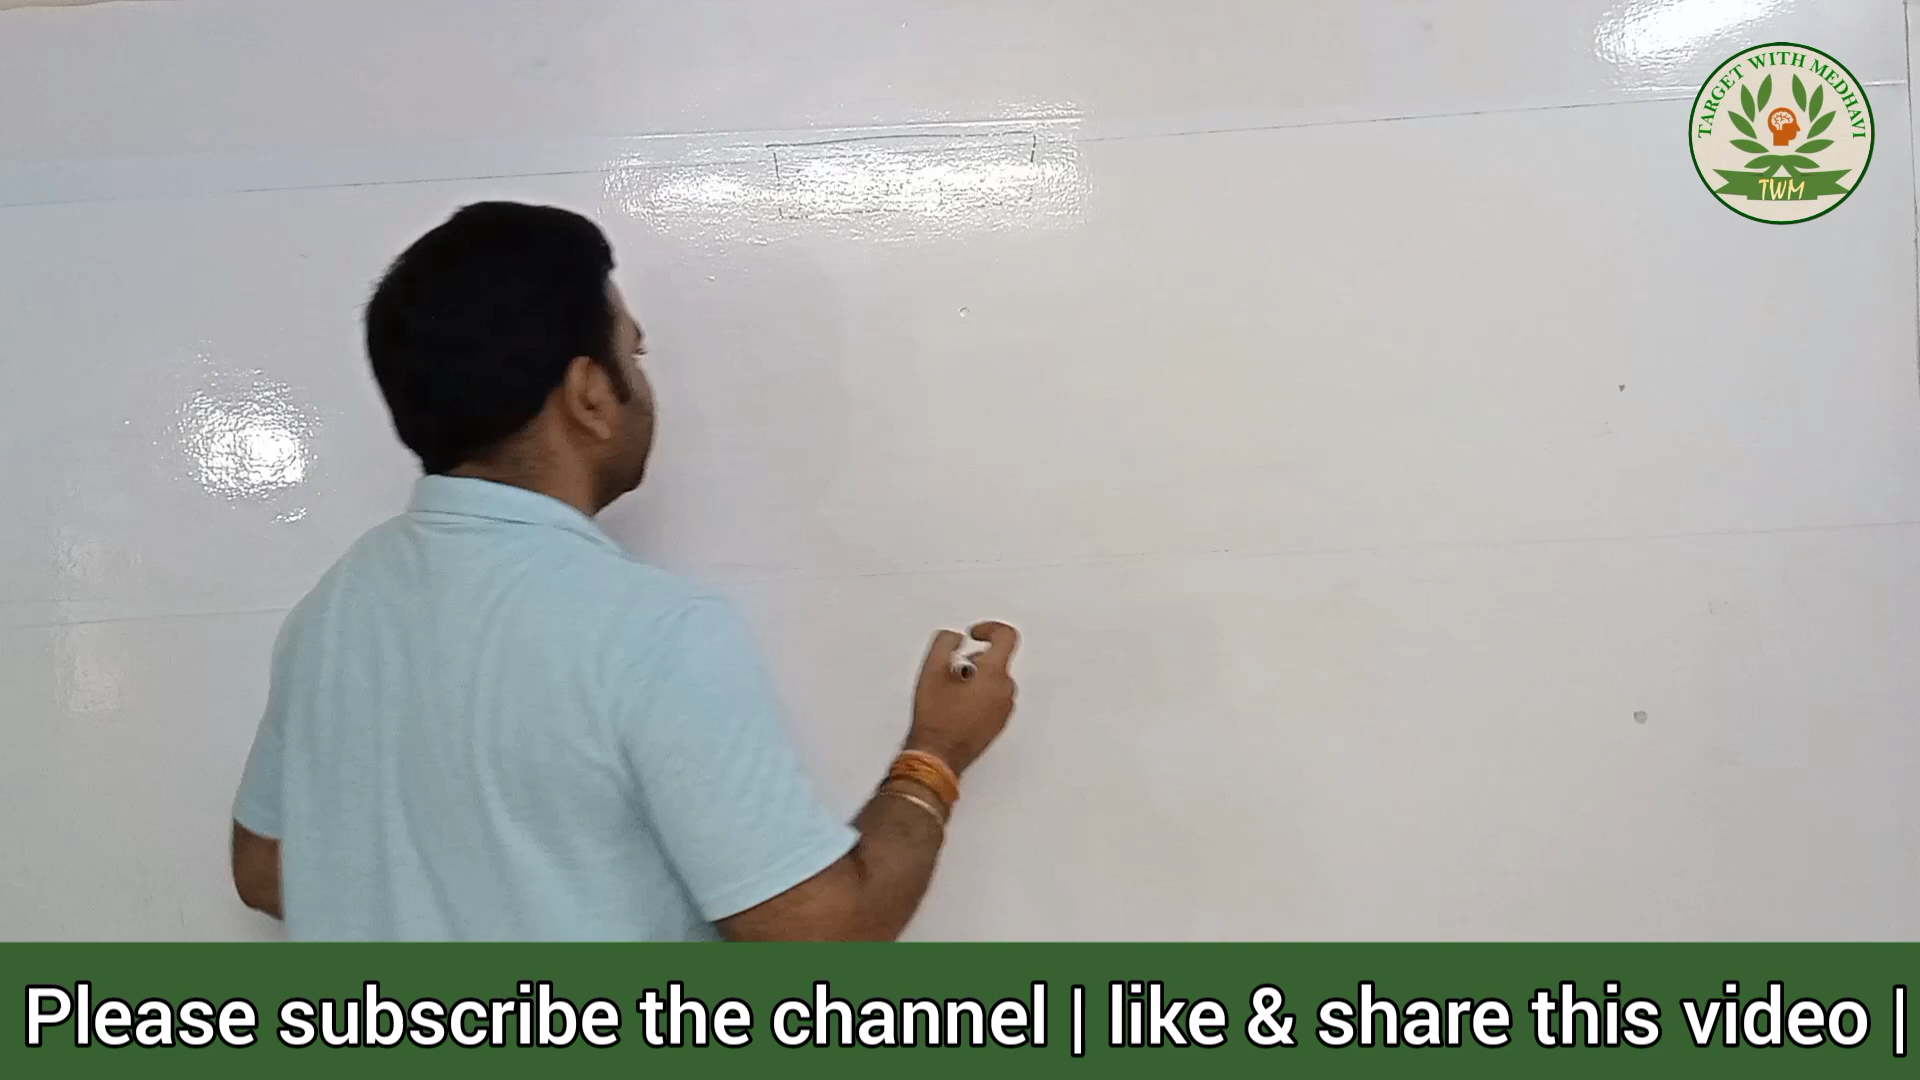 TARGET WITH MEDHAVI
TWM
Please subscribe the channel | like & share this video |